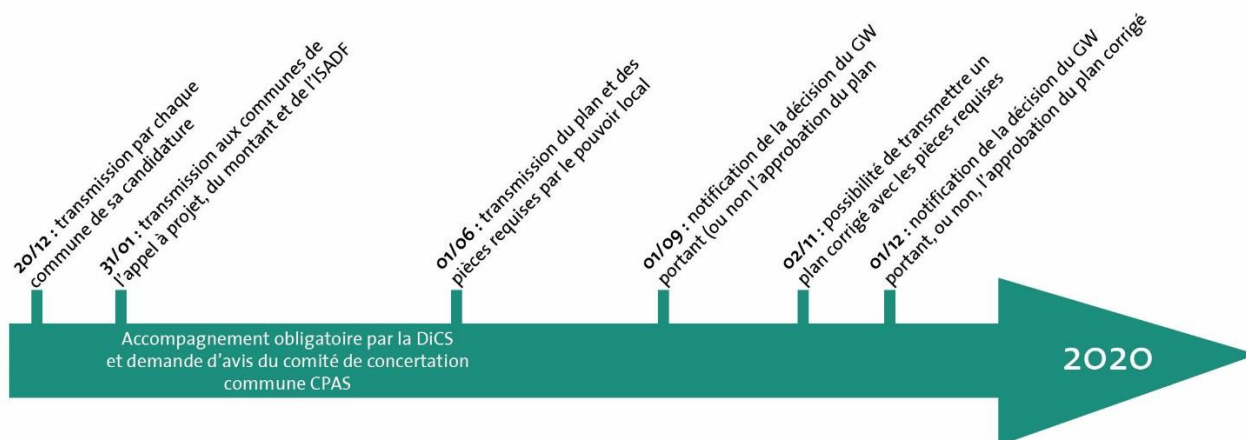 20/12 : transmission par chaque
commune de sa candidature
31/01 : transmission aux communes de
l'appel à projet, du montant et de l'ISADF
01/06 : transmission du plan et des
pièces requises par le pouvoir local
01/09 : notification de la décision du GW
portant (ou non l'approbation du plan
02/11 : possibilité de transmettre un
plan corrigé avec les pièces requises
01/12 : notification de la décision du GW
portant, ou non, l'approbation du plan corrigé
Accompagnement obligatoire par la DiCS
et demande d'avis du comité de concertation
commune CPAS
2020